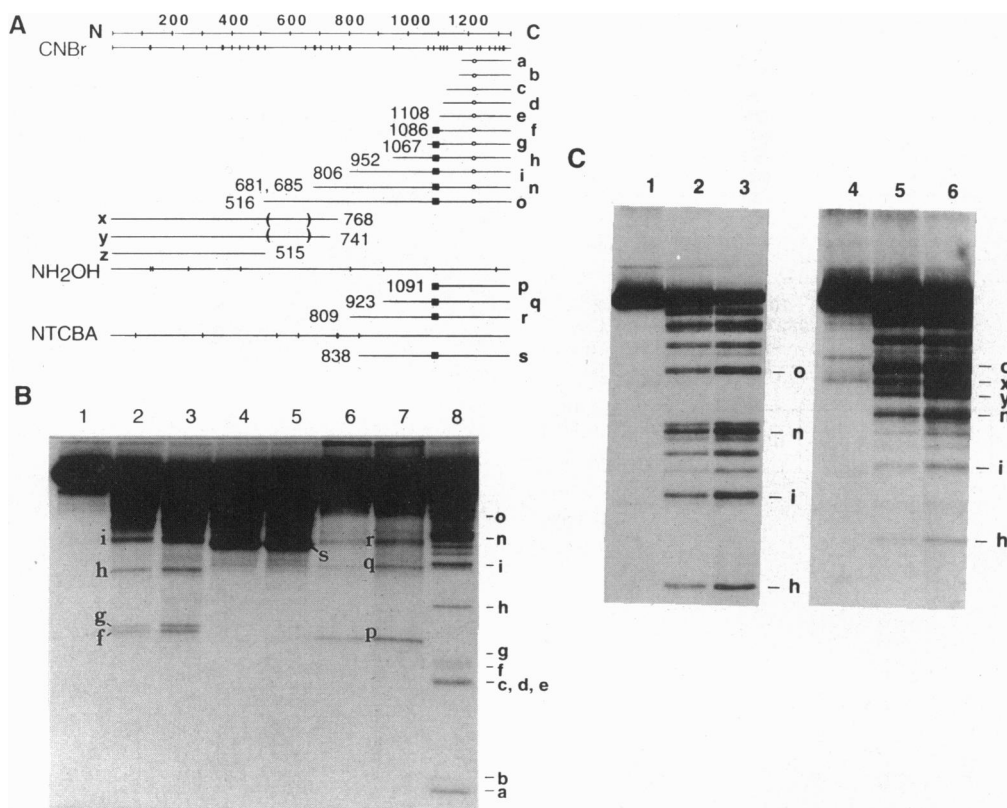 A
200 400 600 800 1000 1200
N C
CNBr
a
b
c
d
1108 e
1086 f
1067 g
952 h
806 i
681, 685 n
516 o
x 768
y 741
z 515
NH2OH
1091 p
923 q
809 r
NTCBA
838 s
B
1 2 3 4 5 6 7 8
o
i r n
s
h q i
h
g
f p
g
f
c, d, e
b
a
C
1 2 3
o
n
i
h
4 5 6
o
x
y
n
i
h